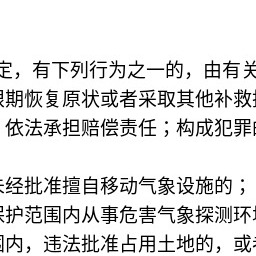 定，有下列行为之一的，由有关
限期恢复原状或者采取其他补救
依法承担赔偿责任；构成犯罪的
未经批准擅自移动气象设施的；
保护范围内从事危害气象探测环
围内，违法批准占用土地的，或者